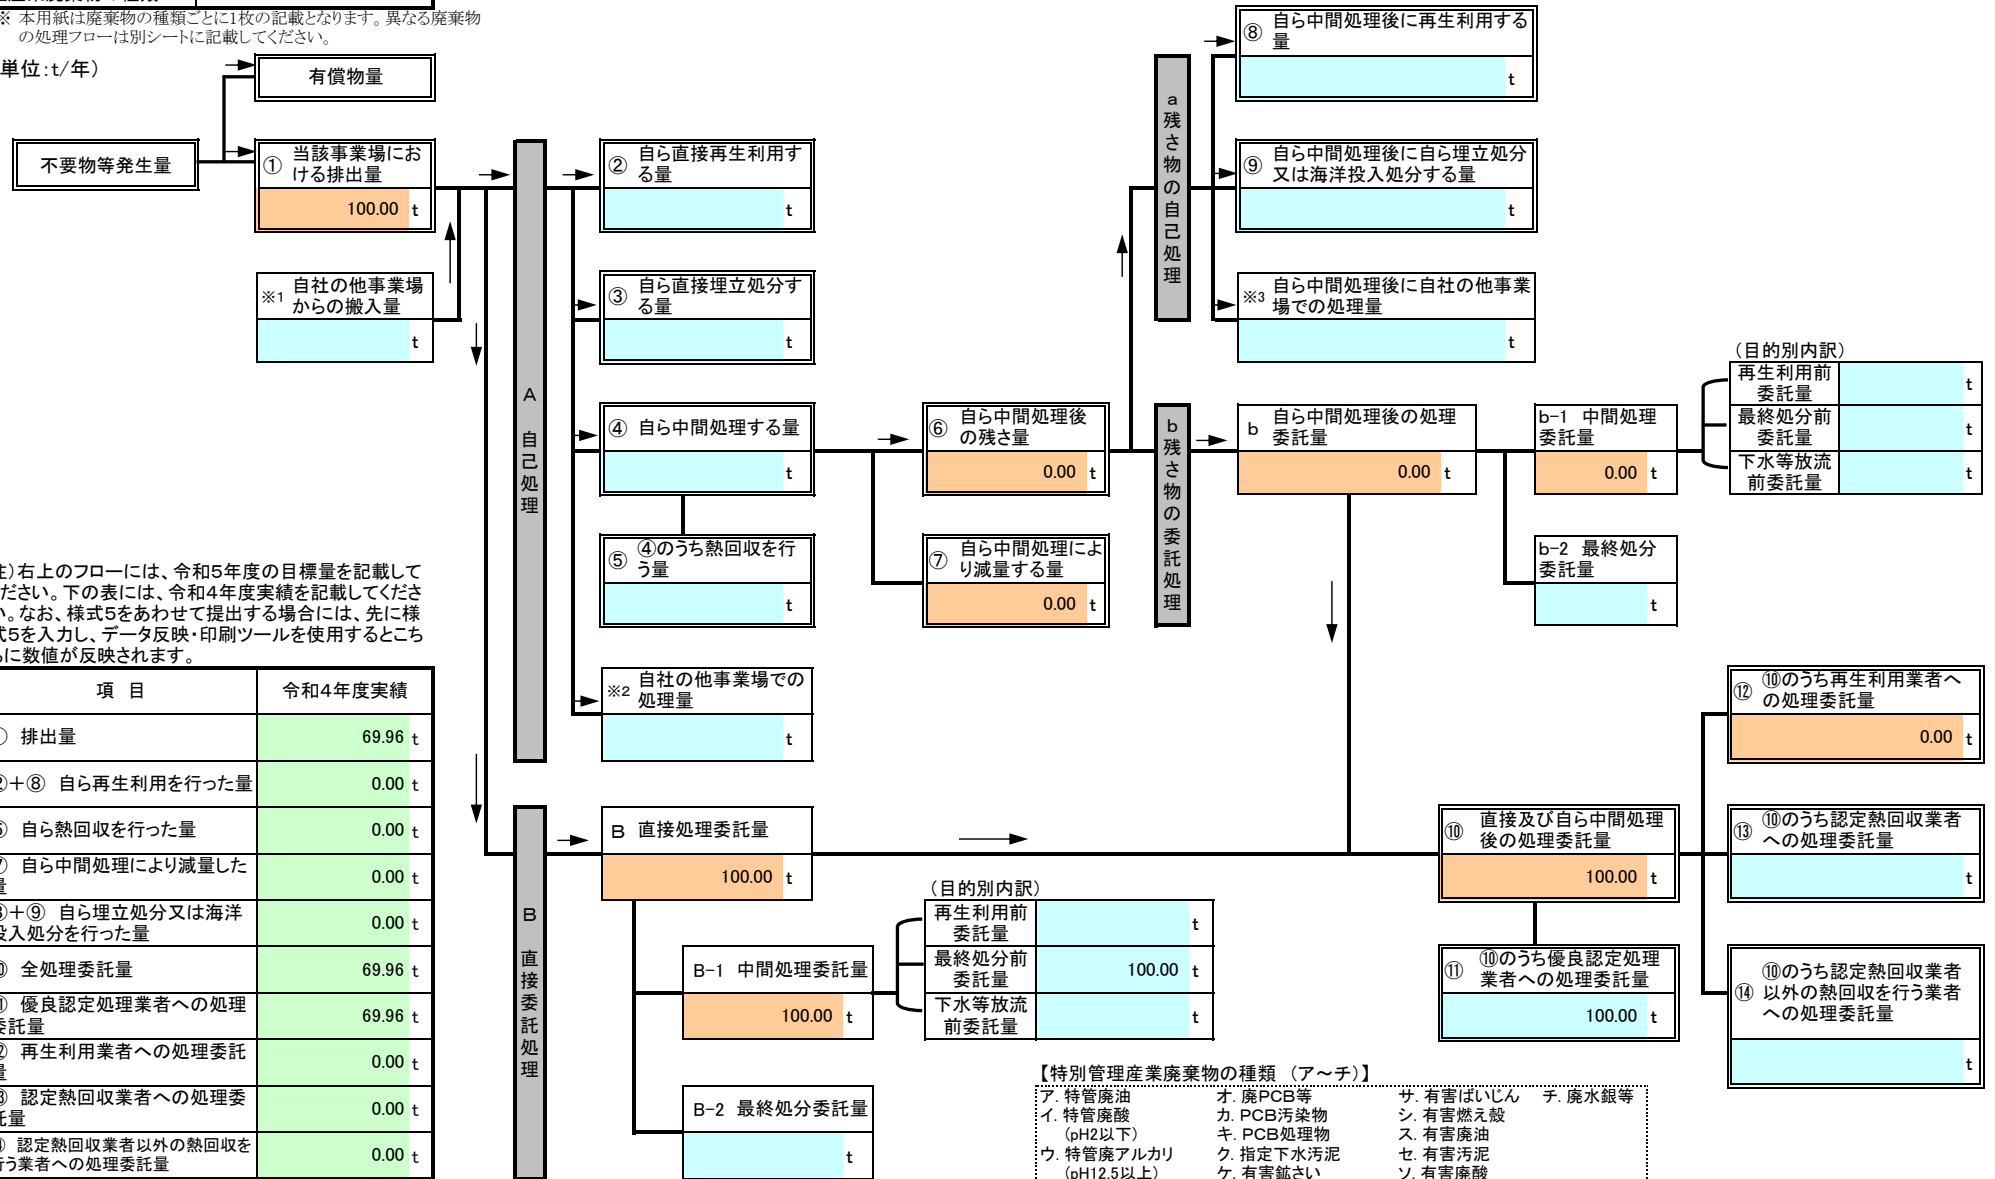 ※ 本用紙は廃棄物の種類ごとに1枚の記載となります。異なる廃棄物
の処理フローは別シートに記載してください。
単位:t/年)
有償物量
不要物等発生量
① 当該事業場にお
ける排出量
100.00 t
※1 自社の他事業場
からの搬入量
t
A 自己処理
② 自ら直接再生利用す
る量
t
③ 自ら直接埋立処分す
る量
t
④ 自ら中間処理する量
t
⑤ ④のうち熱回収を行
う量
t
※2 自社の他事業場での
処理量
t
⑥ 自ら中間処理後
の残さ量
0.00 t
⑦ 自ら中間処理によ
り減量する量
0.00 t
a 残さ物の自己処理
⑧ 自ら中間処理後に再生利用する
量
t
⑨ 自ら中間処理後に自ら埋立処分
又は海洋投入処分する量
t
※3 自ら中間処理後に自社の他事業
場での処理量
t
b 残さ物の委託処理
b 自ら中間処理後の処理
委託量
0.00 t
b-1 中間処理
委託量
0.00 t
b-2 最終処分
委託量
t
(目的別内訳)
再生利用前
委託量
t
最終処分前
委託量
t
下水等放流
前委託量
t
注)右上のフローには、令和5年度の目標量を記載して
ください。下の表には、令和4年度実績を記載してくださ
い。なお、様式5をあわせて提出する場合には、先に様
式5を入力し、データ反映・印刷ツールを使用するとこち
らに数値が反映されます。
項 目 令和4年度実績
① 排出量 69.96 t
②+⑧ 自ら再生利用を行った量 0.00 t
⑤ 自ら熱回収を行った量 0.00 t
⑦ 自ら中間処理により減量した
量 0.00 t
③+⑨ 自ら埋立処分又は海洋
投入処分を行った量 0.00 t
⑩ 全処理委託量 69.96 t
⑪ 優良認定処理業者への処理
委託量 69.96 t
⑫ 再生利用業者への処理委託
量 0.00 t
⑬ 認定熱回収業者への処理委
託量 0.00 t
⑭ 認定熱回収業者以外の熱回収を
行う業者への処理委託量 0.00 t
B 直接委託処理
B 直接処理委託量
100.00 t
B-1 中間処理委託量
100.00 t
B-2 最終処分委託量
t
(目的別内訳)
再生利用前
委託量
t
最終処分前
委託量
100.00 t
下水等放流
前委託量
t
⑩ 直接及び自ら中間処理
後の処理委託量
100.00 t
⑪ ⑩のうち優良認定処理
業者への処理委託量
100.00 t
⑫ ⑩のうち再生利用業者へ
の処理委託量
0.00 t
⑬ ⑩のうち認定熱回収業者
への処理委託量
t
⑭ ⑩のうち認定熱回収業者
以外の熱回収を行う業者
への処理委託量
t
【特別管理産業廃棄物の種類 (ア~チ)】
ア. 特管廃油 オ. 廃PCB等 サ. 有害ばいじん チ. 廃水銀等
イ. 特管廃酸 カ. PCB汚染物 シ. 有害燃え殻
(pH2以下) キ. PCB処理物 ス. 有害廃油
ウ. 特管廃アルカリ ク. 指定下水汚泥 セ. 有害汚泥
(pH12.5以上) ケ. 有害鉱さい ソ. 有害廃酸